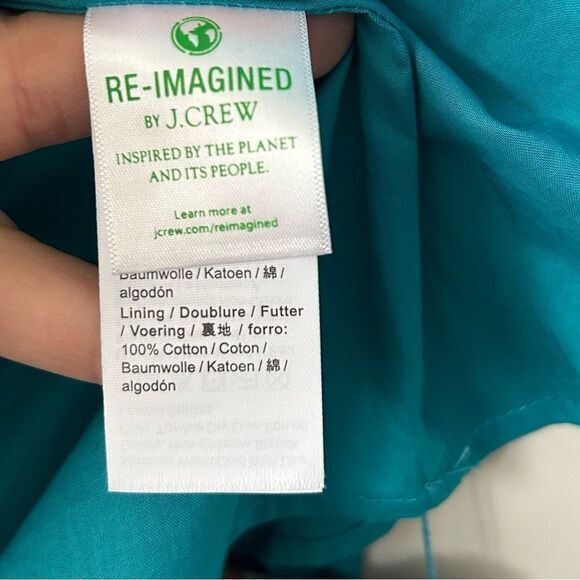 RE-IMAGINED
BY J.CREW
INSPIRED BY THE PLANET
AND ITS PEOPLE.
Learn more at
jcrew.com/reimagined
Baumwolle / Katoen / 綿 /
algodón
Lining / Doublure / Futter
/ Voering / 裏地 / forro:
100% Cotton / Coton /
Baumwolle / Katoen / 綿 /
algodón